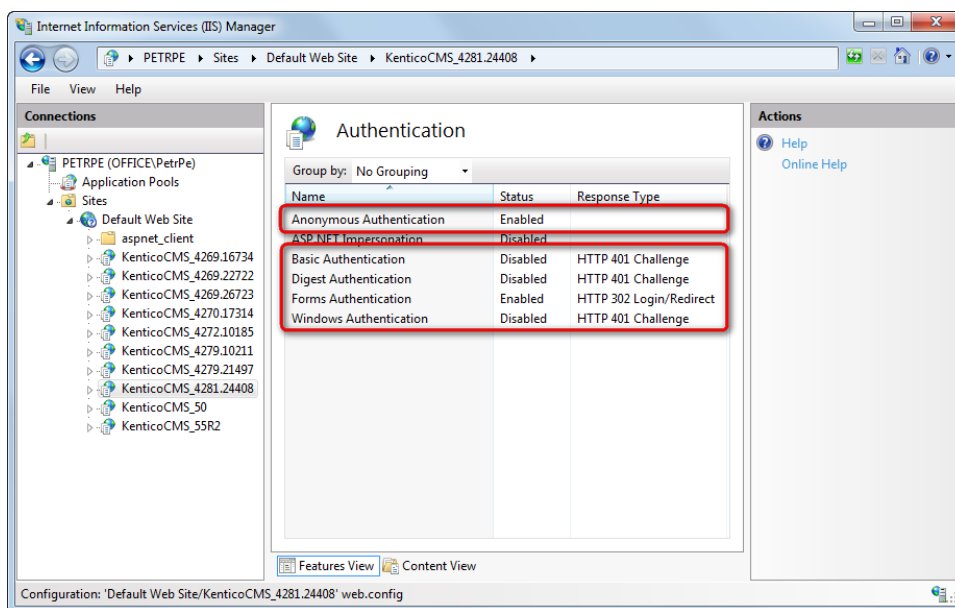 Internet Information Services (IIS) Manager
PETRPE Sites Default Web Site KenticoCMS_4281.24408
File View Help
Connections
PETRPE (OFFICE\PetrPe)
Application Pools
Sites
Default Web Site
aspnet_client
KenticoCMS_4269.16734
KenticoCMS_4269.22722
KenticoCMS_4269.26723
KenticoCMS_4270.17314
KenticoCMS_4272.10185
KenticoCMS_4279.10211
KenticoCMS_4279.21497
KenticoCMS_4281.24408
KenticoCMS_50
KenticoCMS_55R2
Authentication
Group by: No Grouping
Name Status Response Type
Anonymous Authentication Enabled
ASP.NET Impersonation Disabled
Basic Authentication Disabled HTTP 401 Challenge
Digest Authentication Disabled HTTP 401 Challenge
Forms Authentication Enabled HTTP 302 Login/Redirect
Windows Authentication Disabled HTTP 401 Challenge
Features View Content View
Actions
Help
Online Help
Configuration: 'Default Web Site/KenticoCMS_4281.24408' web.config